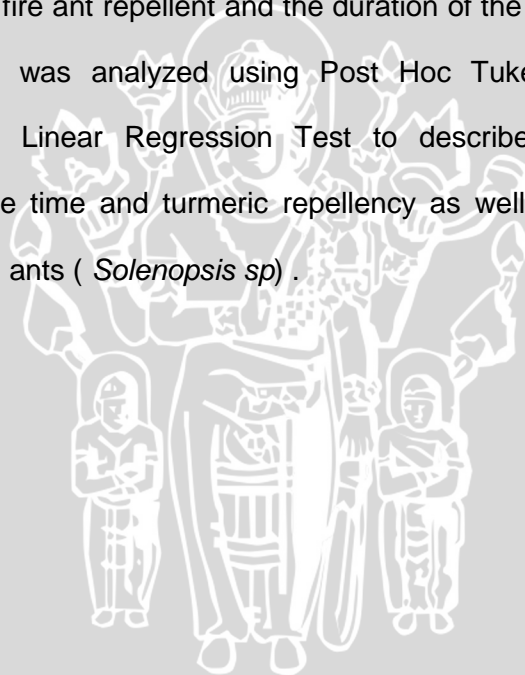 fire ant repellent and the duration of the
was analyzed using Post Hoc Tuke
Linear Regression Test to describe
e time and turmeric repellency as well
ants ( Solenopsis sp) .